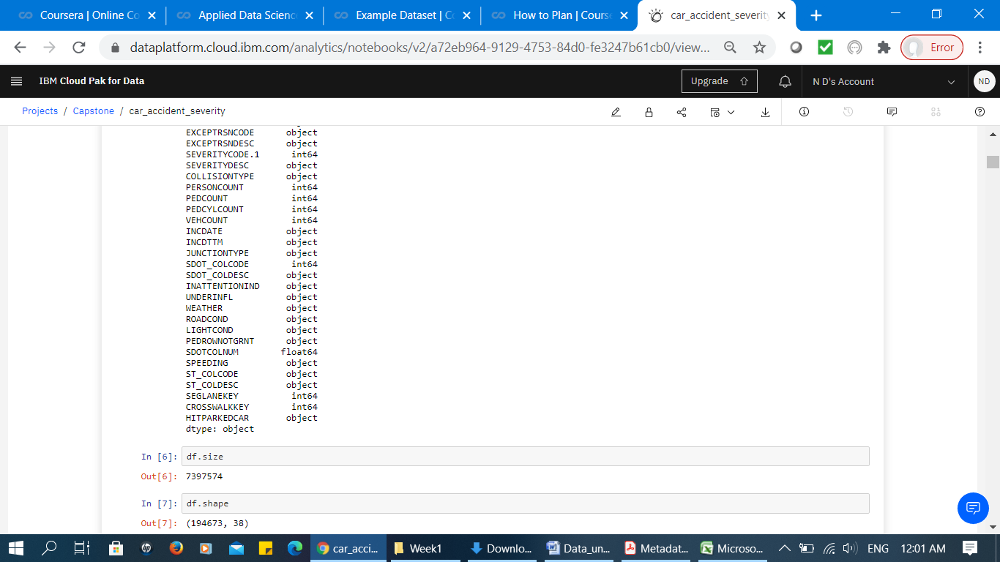 Coursera | Online Co
Applied Data Scienc
Example Dataset | C
How to Plan | Cours
car_accident_severity
dataplatform.cloud.ibm.com/analytics/notebooks/v2/a72eb964-9129-4753-84d0-fe3247b61cb0/view...
Error
IBM Cloud Pak for Data
Upgrade
N D's Account
ND
Projects / Capstone / car_accident_severity
EXCEPTRSNCODE object
EXCEPTRSNDESC object
SEVERITYCODE.1 int64
SEVERITYDESC object
COLLISIONTYPE object
PERSONCOUNT int64
PEDCOUNT int64
PEDCYLCOUNT int64
VEHCOUNT int64
INCDATE object
INCDTTM object
JUNCTIONTYPE object
SDOT_COLCODE int64
SDOT_COLDESC object
INATTENTIONIND object
UNDERINFL object
WEATHER object
ROADCOND object
LIGHTCOND object
PEDROWNOTGRNT object
SDOTCOLNUM float64
SPEEDING object
ST_COLCODE object
ST_COLDESC object
SEGLANEKEY int64
CROSSWALKKEY int64
HITPARKEDCAR object
dtype: object
In [6]: df.size
Out[6]: 7397574
In [7]: df.shape
Out[7]: (194673, 38)
car_acci...
Week1
Downlo...
Data_un...
Metadat...
Microso...
ENG
12:01 AM